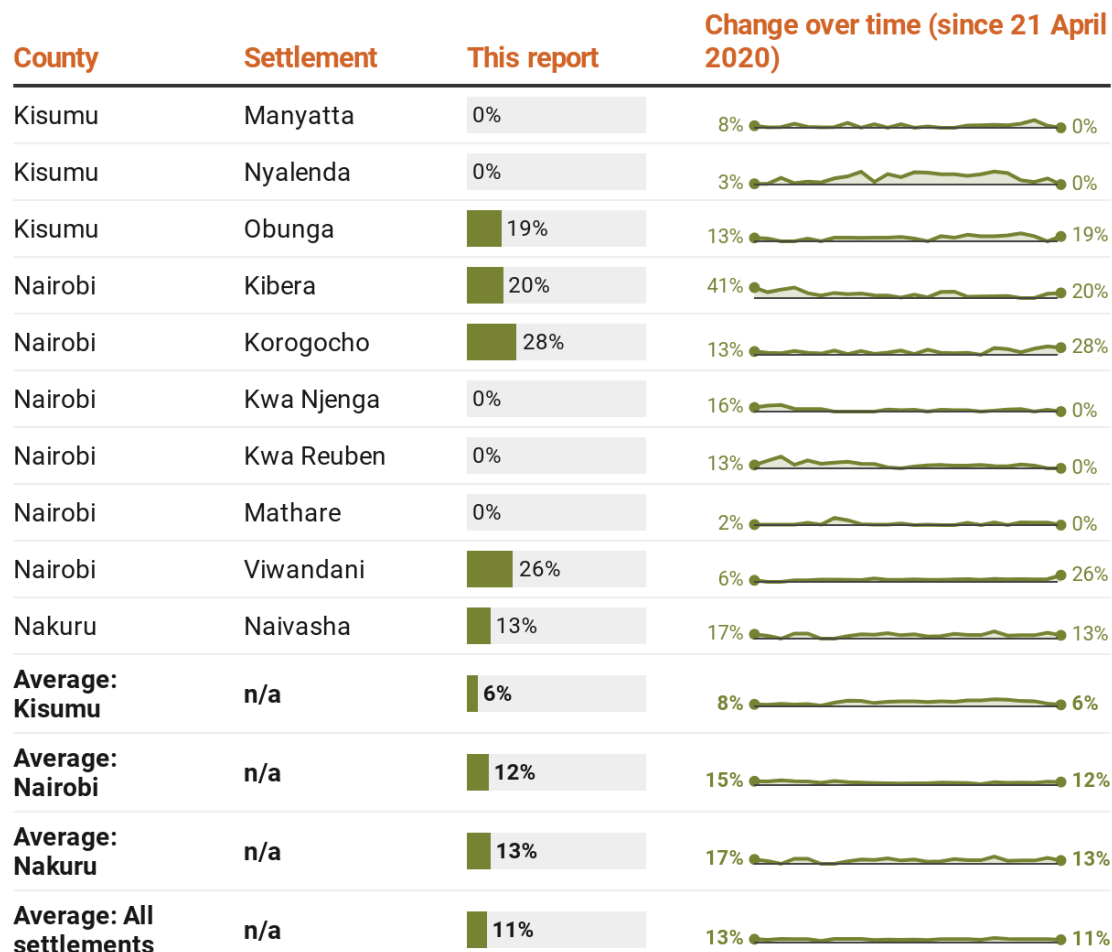 County Settlement This report Change over time (since 21 April
2020)
Kisumu Manyatta 0% 8% 0%
Kisumu Nyalenda 0% 3% 0%
Kisumu Obunga 19% 13% 19%
Nairobi Kibera 20% 41% 20%
Nairobi Korogocho 28% 13% 28%
Nairobi Kwa Njenga 0% 16% 0%
Nairobi Kwa Reuben 0% 13% 0%
Nairobi Mathare 0% 2% 0%
Nairobi Viwandani 26% 6% 26%
Nakuru Naivasha 13% 17% 13%
Average:
Kisumu n/a 6% 8% 6%
Average:
Nairobi n/a 12% 15% 12%
Average:
Nakuru n/a 13% 17% 13%
Average: All
settlements n/a 11% 13% 11%